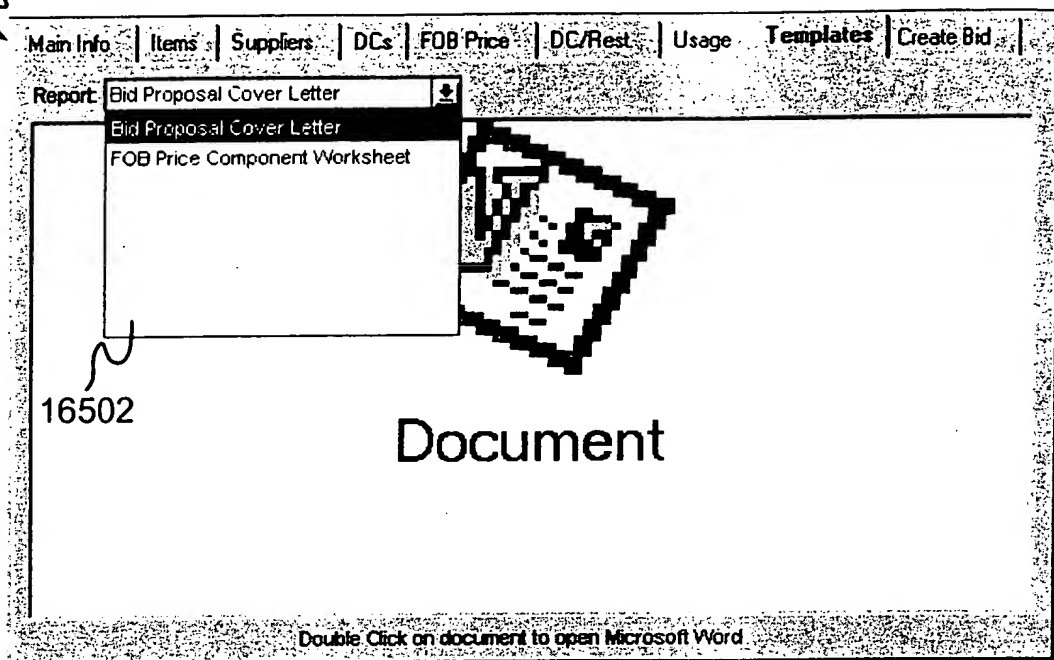 Main Info Items Suppliers DCs FOB Price DC/Rest Usage Templates Create Bid
Report: Bid Proposal Cover Letter
Bid Proposal Cover Letter
FOB Price Component Worksheet
16502
Document
Double Click on document to open Microsoft Word